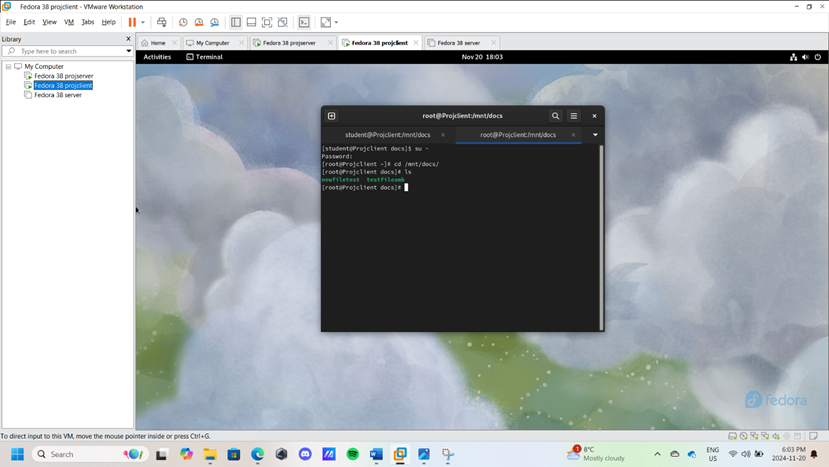 Fedora 38 projclient - VMware Workstation
File Edit View VM Tabs Help
Library
Type here to search
My Computer
Fedora 38 projserver
Fedora 38 projclient
Fedora 38 server
Home My Computer Fedora 38 projserver Fedora 38 projclient Fedora 38 server
Activities Terminal Nov 20 18:03
root@Projclient:/mnt/docs
student@Projclient:/mnt/docs root@Projclient:/mnt/docs
[student@Projclient docs]$ su -
Password:
[root@Projclient ~]# cd /mnt/docs/
[root@Projclient docs]# ls
newfiletest testfilesmb
[root@Projclient docs]#
fedora
To direct input to this VM, move the mouse pointer inside or press Ctrl+G.
Search
1
8°C
Mostly cloudy
ENG
US
6:03 PM
2024-11-20